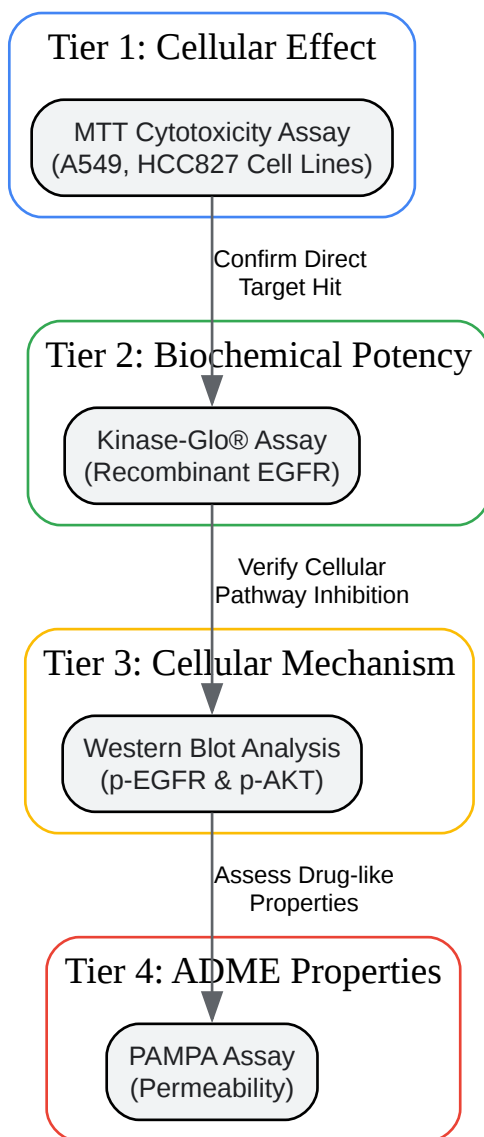 Tier 1: Cellular Effect
MTT Cytotoxicity Assay
(A549, HCC827 Cell Lines)
Confirm Direct
Target Hit
Tier 2: Biochemical Potency
Kinase-Glo® Assay
(Recombinant EGFR)
Verify Cellular
Pathway Inhibition
Tier 3: Cellular Mechanism
Western Blot Analysis
(p-EGFR & p-AKT)
Assess Drug-like
Properties
Tier 4: ADME Properties
PAMPA Assay
(Permeability)